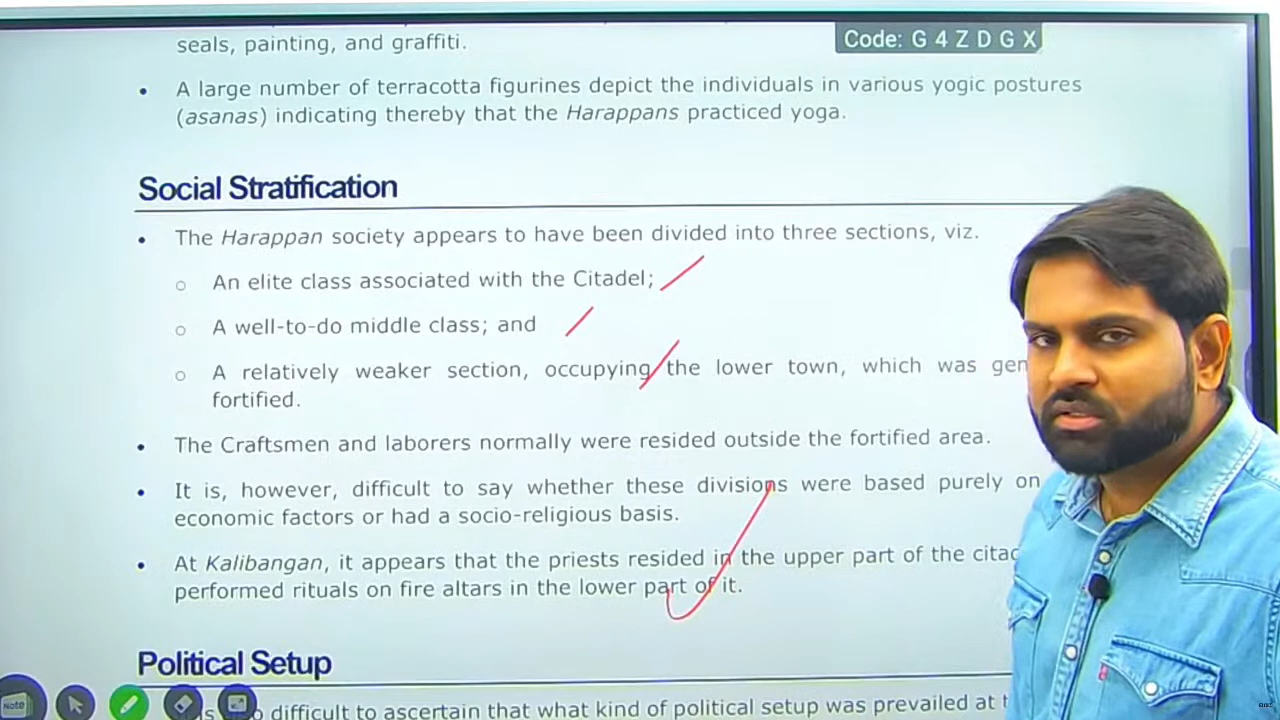 seals, painting, and graffiti.
Code: G 4 Z D G X
• A large number of terracotta figurines depict the individuals in various yogic postures
(asanas) indicating thereby that the Harappans practiced yoga.
Social Stratification
• The Harappan society appears to have been divided into three sections, viz.
o An elite class associated with the Citadel;
o A well-to-do middle class; and
o A relatively weaker section, occupying the lower town, which was gen
fortified.
• The Craftsmen and laborers normally were resided outside the fortified area.
• It is, however, difficult to say whether these divisions were based purely on
economic factors or had a socio-religious basis.
• At Kalibangan, it appears that the priests resided in the upper part of the citad
performed rituals on fire altars in the lower part of it.
Political Setup
difficult to ascertain that what kind of political setup was prevailed at t
Note